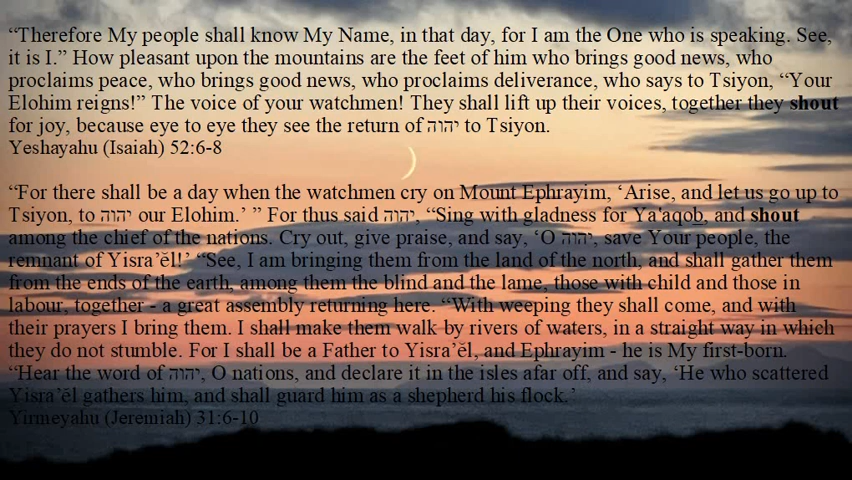 “Therefore My people shall know My Name, in that day, for I am the One who is speaking. See,
it is I.” How pleasant upon the mountains are the feet of him who brings good news, who
proclaims peace, who brings good news, who proclaims deliverance, who says to Tsiyon, “Your
Elohim reigns!” The voice of your watchmen! They shall lift up their voices, together they shout
for joy, because eye to eye they see the return of יהוה to Tsiyon.
Yeshayahu (Isaiah) 52:6-8
“For there shall be a day when the watchmen cry on Mount Ephrayim, ‘Arise, and let us go up to
Tsiyon, to יהוה our Elohim.’ ” For thus said יהוה, “Sing with gladness for Ya'aqob, and shout
among the chief of the nations. Cry out, give praise, and say, ‘O יהוה, save Your people, the
remnant of Yisra’ĕl!’ “See, I am bringing them from the land of the north, and shall gather them
from the ends of the earth, among them the blind and the lame, those with child and those in
labour, together - a great assembly returning here. “With weeping they shall come, and with
their prayers I bring them. I shall make them walk by rivers of waters, in a straight way in which
they do not stumble. For I shall be a Father to Yisra’ĕl, and Ephrayim - he is My first-born.
“Hear the word of יהוה, O nations, and declare it in the isles afar off, and say, ‘He who scattered
Yisra’ĕl gathers him, and shall guard him as a shepherd his flock.’
Yirmeyahu (Jeremiah) 31:6-10